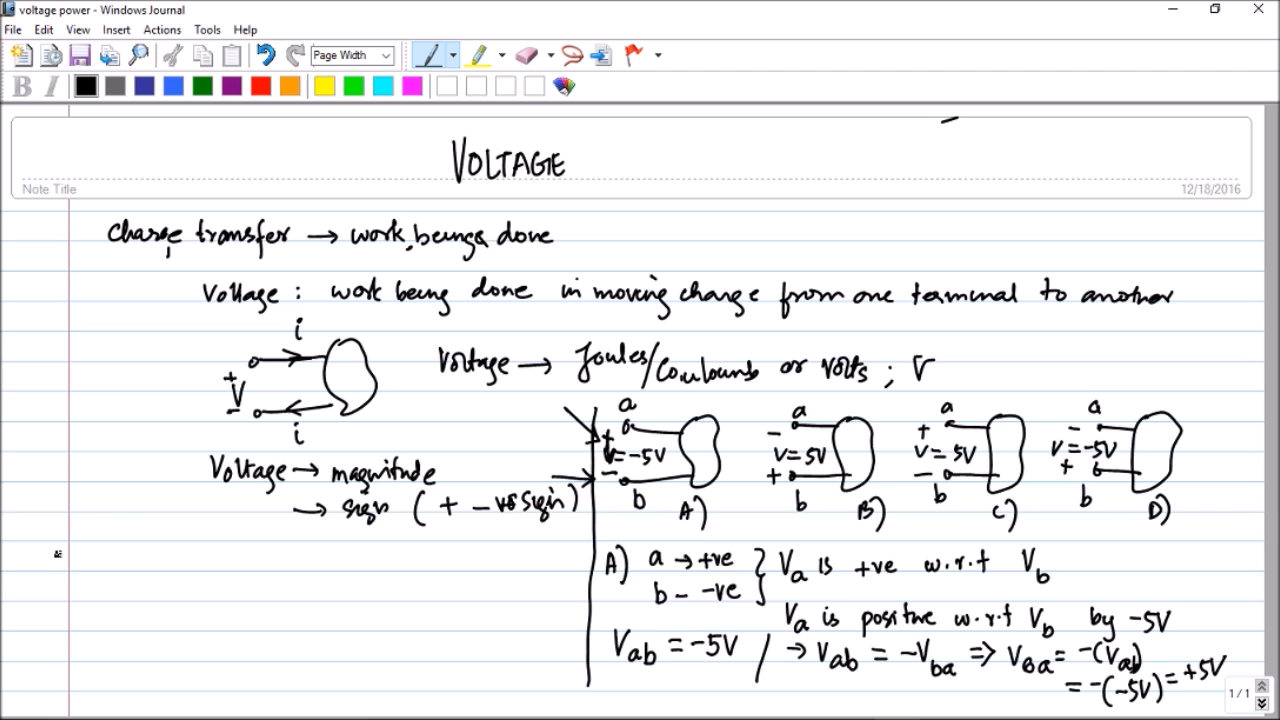 voltage power - Windows Journal
File Edit View Insert Actions Tools Help
Page Width
B I
VOLTAGE
Note Title
12/18/2016
Charge transfer → work being done
Voltage : work being done in moving charge from one terminal to another
i
+ V - 
i
Voltage → Joules/Coulombs or volts ; V
Voltage → magnitude
→ sign ( + -ve sign )
a a a a
+ - + -
V=-5V V=5V V=5V V=-5V
- + - +
b b b b
A) B) C) D)
A) a → +ve } Va is +ve w.r.t Vb
b - -ve
Va is positive w.r.t Vb by -5V
Vab = -5V / → Vab = -Vba ⇒ VBa = -(Vab)
= -(-5V) = +5V
1/1